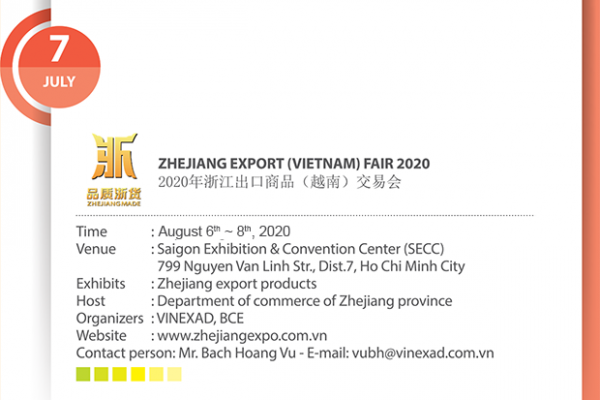 7
JULY
浙
品质浙货
ZHEJIANG MADE
ZHEJIANG EXPORT (VIETNAM) FAIR 2020
2020年浙江出口商品（越南）交易会
Time : August 6th ~ 8th, 2020
Venue : Saigon Exhibition & Convention Center (SECC)
799 Nguyen Van Linh Str., Dist.7, Ho Chi Minh City
Exhibits : Zhejiang export products
Host : Department of commerce of Zhejiang province
Organizers : VINEXAD, BCE
Website : www.zhejiangexpo.com.vn
Contact person: Mr. Bach Hoang Vu - E-mail: vubh@vinexad.com.vn